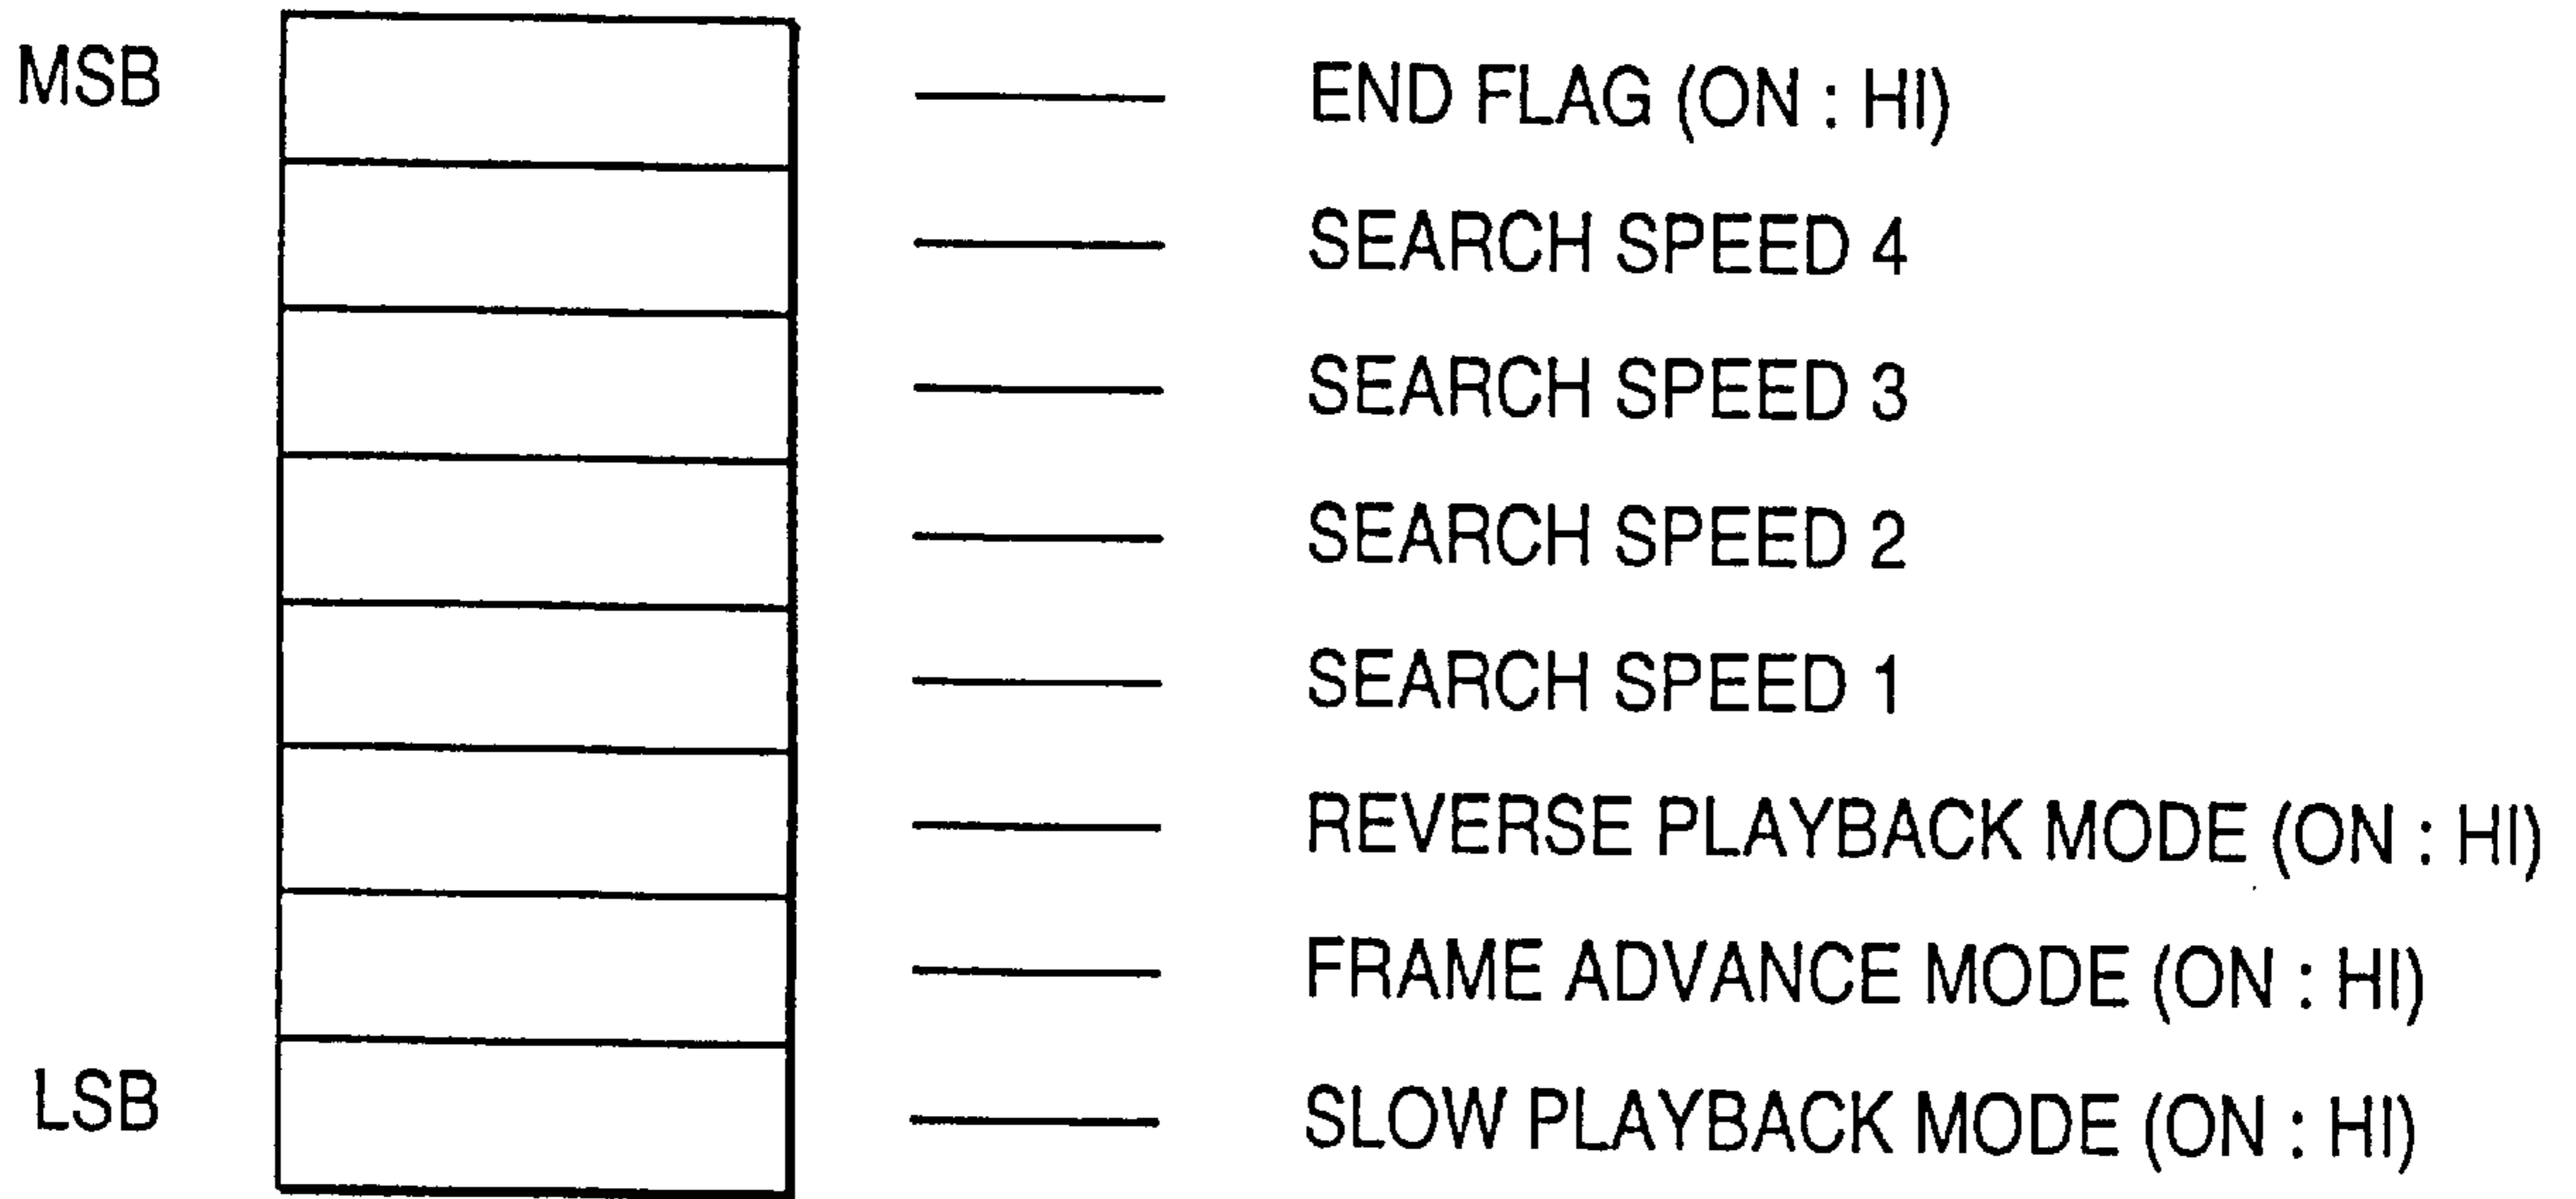 MSB
END FLAG (ON : HI)
SEARCH SPEED 4
SEARCH SPEED 3
SEARCH SPEED 2
SEARCH SPEED 1
REVERSE PLAYBACK MODE (ON : HI)
FRAME ADVANCE MODE (ON : HI)
LSB
SLOW PLAYBACK MODE (ON : HI)